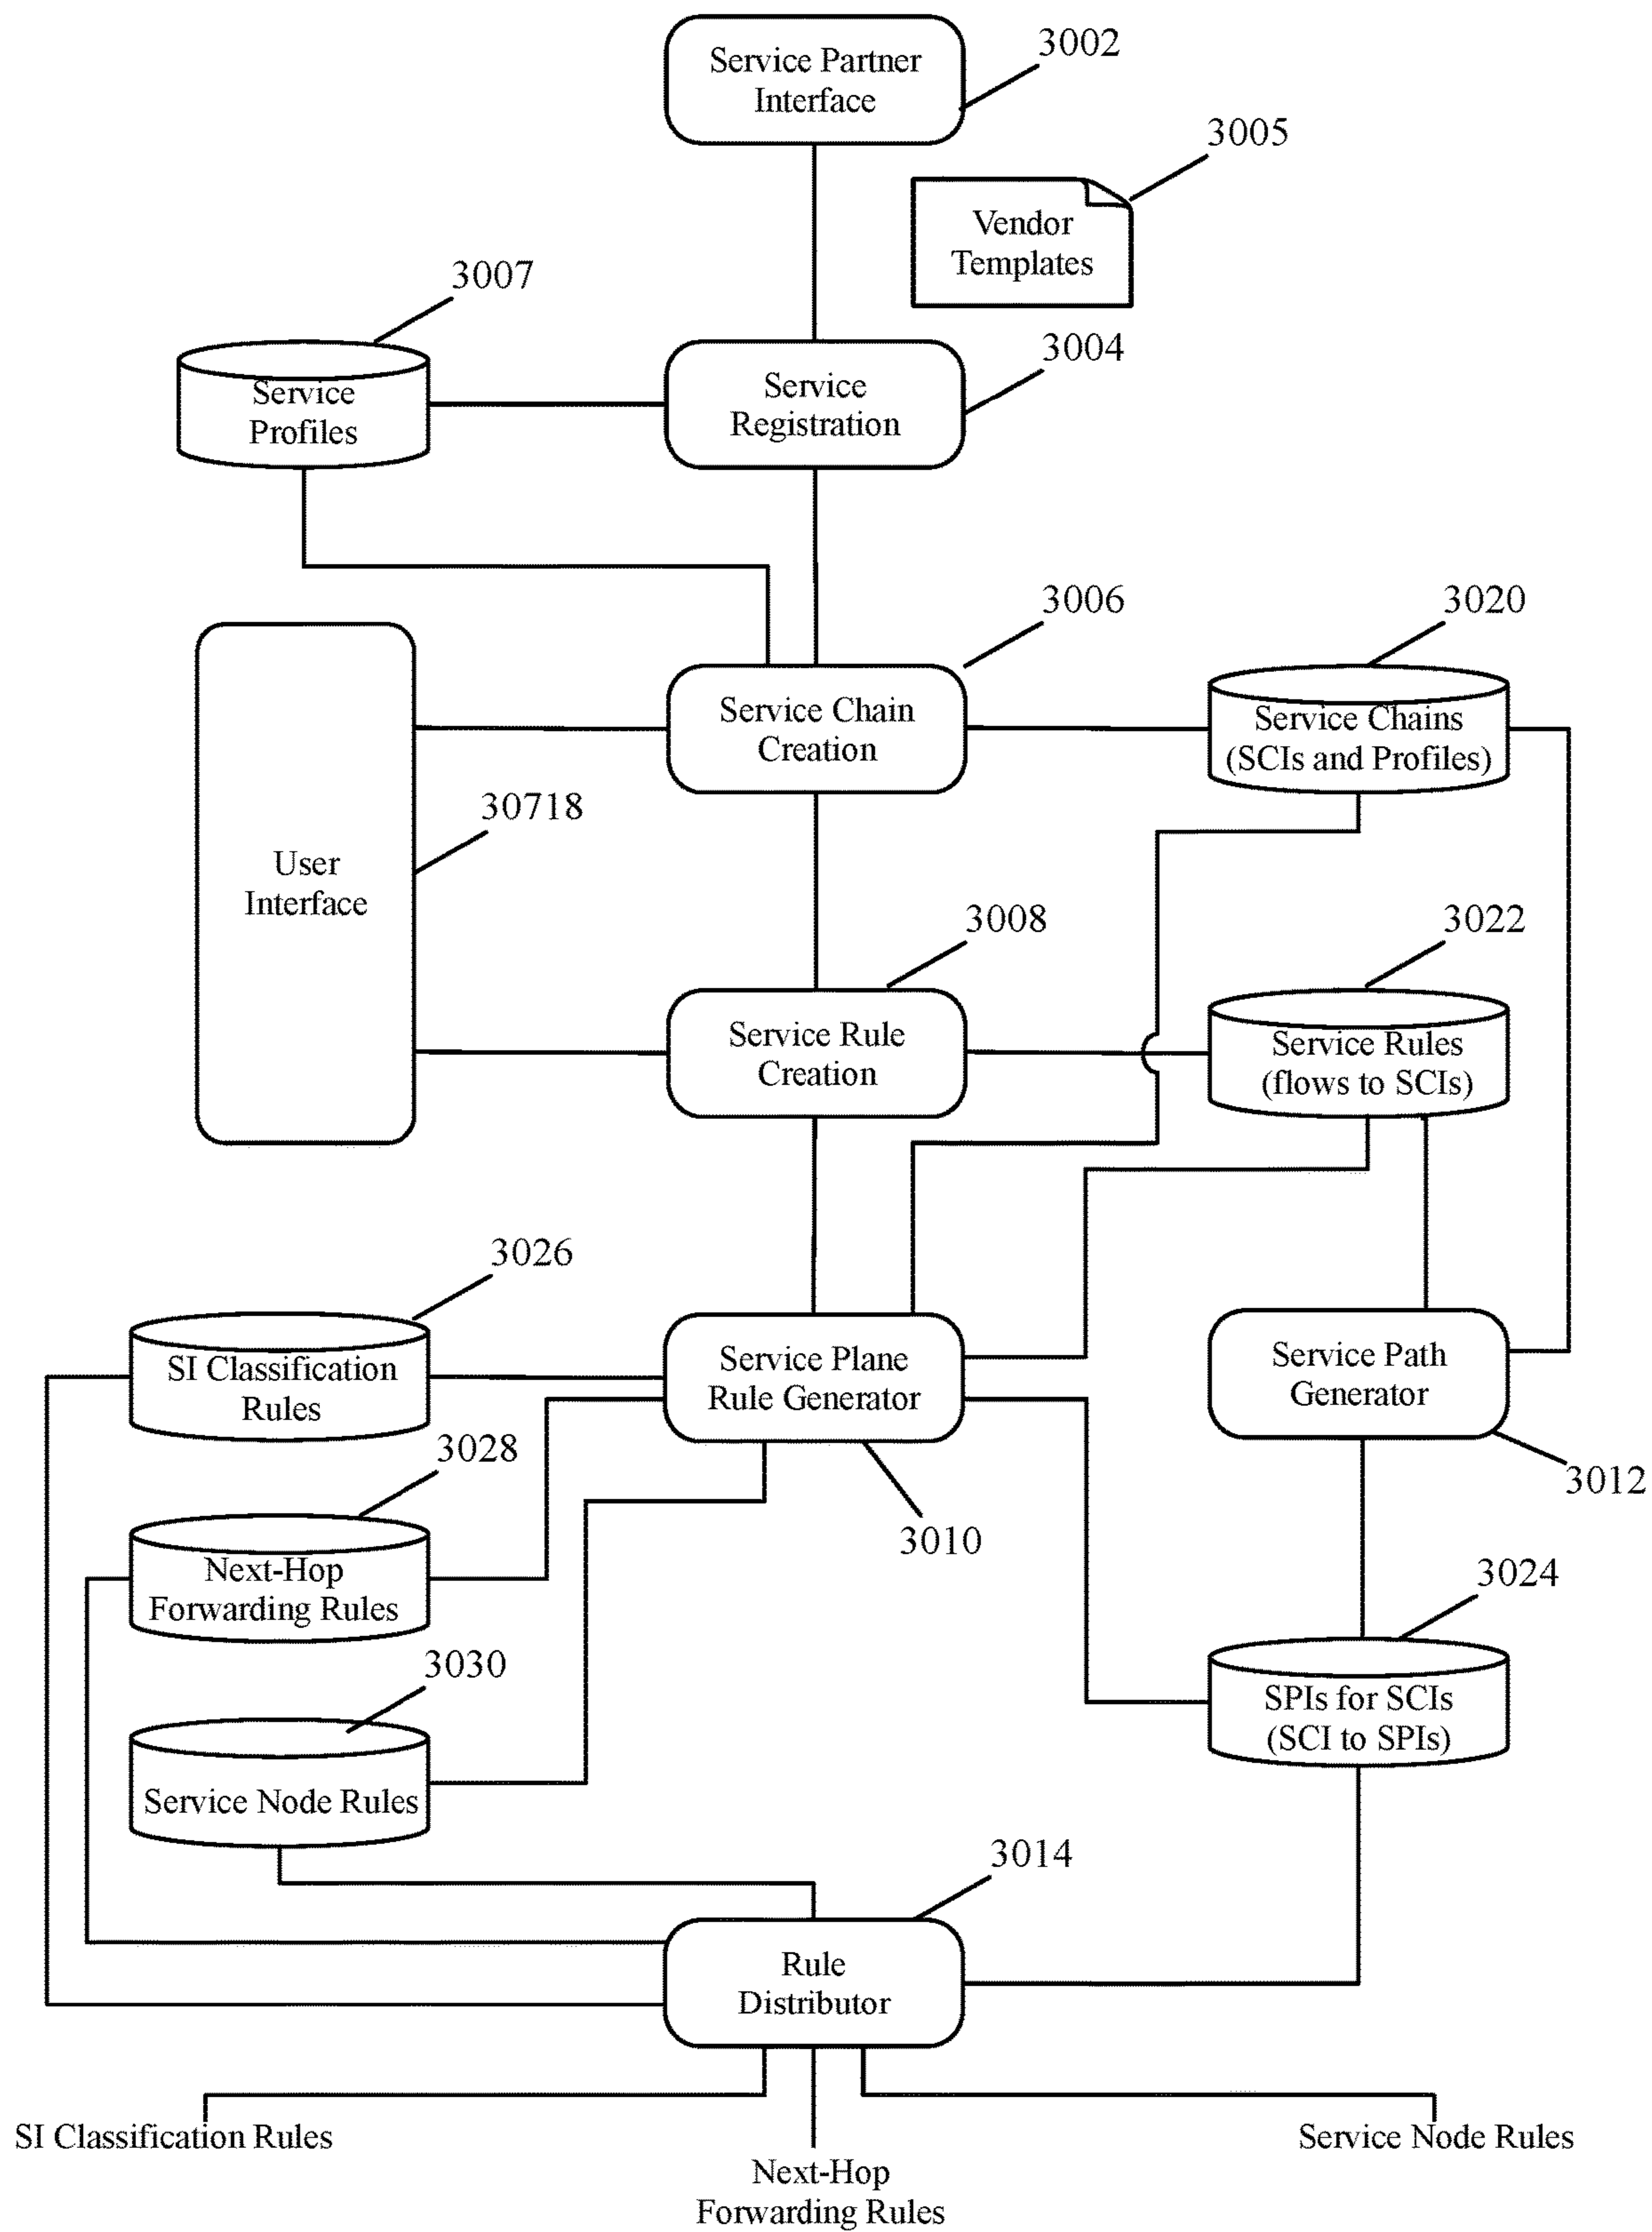 Service Partner
Interface
3002
3005
Vendor
Templates
3007
Service
Profiles
3004
Service
Registration
3006
3020
Service Chain
Creation
Service Chains
(SCIs and Profiles)
30718
User
Interface
3008
3022
Service Rule
Creation
Service Rules
(flows to SCIs)
3026
SI Classification
Rules
Service Plane
Rule Generator
Service Path
Generator
3028
3012
3010
Next-Hop
Forwarding Rules
3024
3030
SPIs for SCIs
(SCI to SPIs)
Service Node Rules
3014
Rule
Distributor
SI Classification Rules
Service Node Rules
Next-Hop
Forwarding Rules